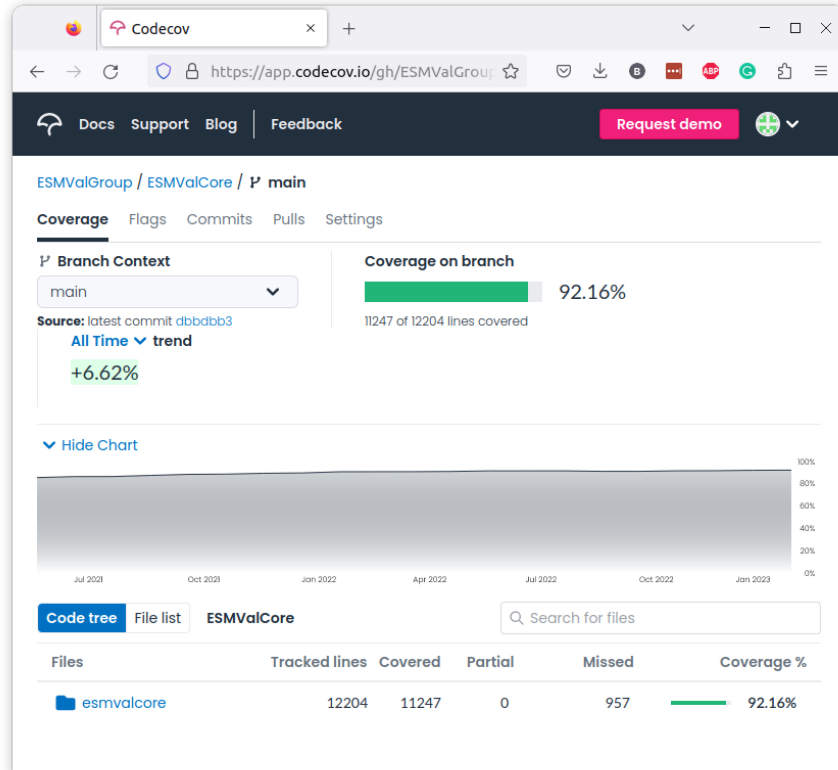 Codecov
https://app.codecov.io/gh/ESMValGroup
Docs Support Blog Feedback Request demo
ESMValGroup / ESMValCore / main
Coverage Flags Commits Pulls Settings
Branch Context
main
Source: latest commit dbbdbb3
Coverage on branch
92.16%
11247 of 12204 lines covered
All Time trend
+6.62%
Hide Chart
100%
80%
60%
40%
20%
0%
Jul 2021 Oct 2021 Jan 2022 Apr 2022 Jul 2022 Oct 2022 Jan 2023
Code tree File list ESMValCore Search for files
Files Tracked lines Covered Partial Missed Coverage %
esmvalcore 12204 11247 0 957 92.16%